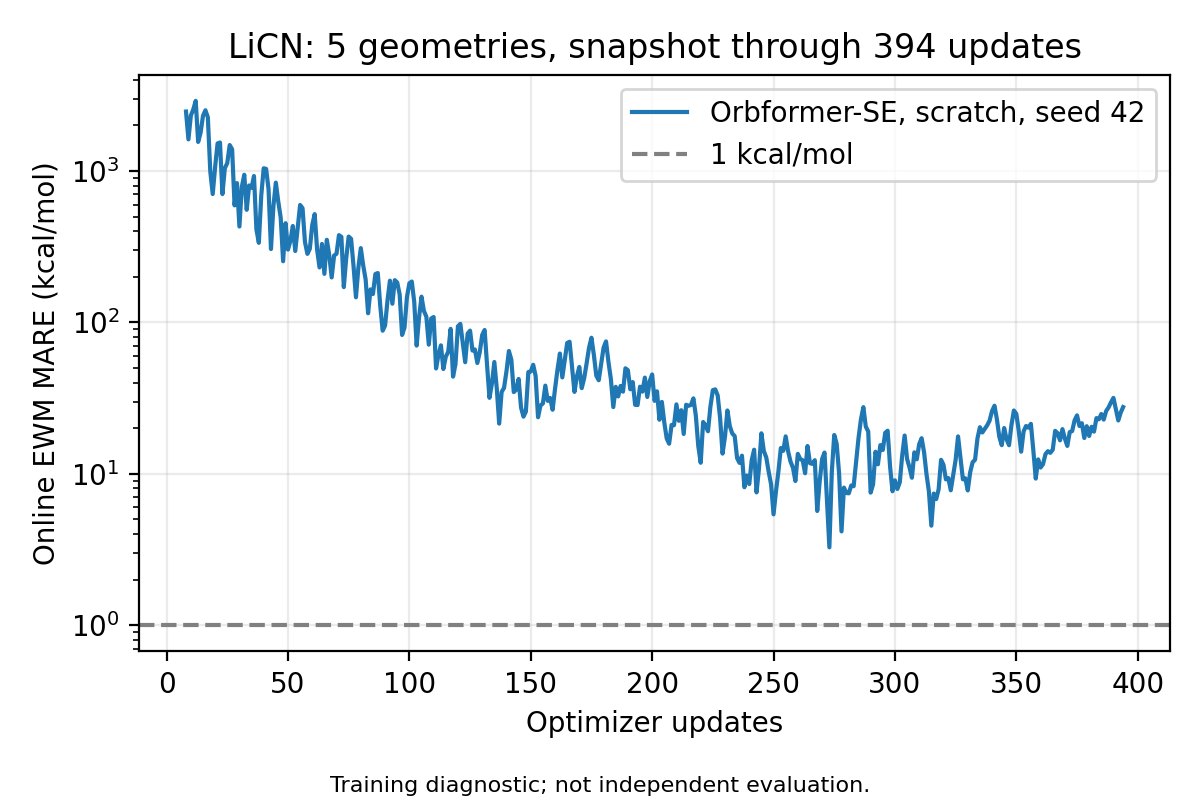 LiCN: 5 geometries, snapshot through 394 updates
Orbformer-SE, scratch, seed 42
1 kcal/mol
Online EWM MARE (kcal/mol)
10³
10²
10¹
10⁰
0 50 100 150 200 250 300 350 400
Optimizer updates
Training diagnostic; not independent evaluation.